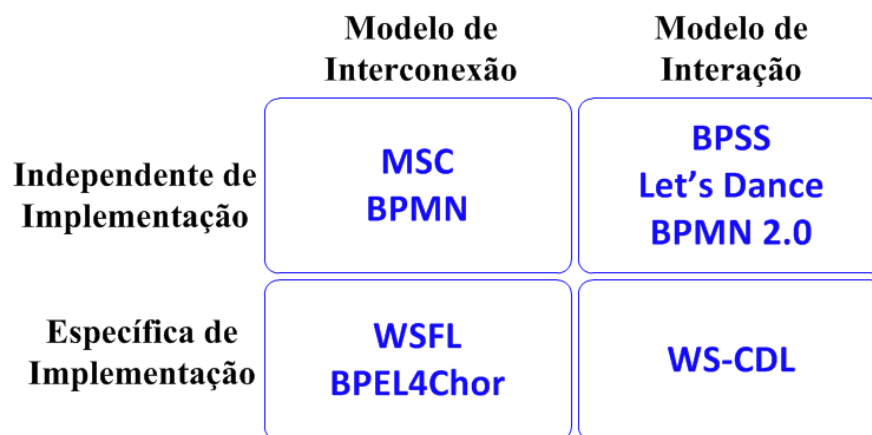 Modelo de
Interconexão
Modelo de
Interação
Independente de
Implementação
MSC
BPMN
BPSS
Let’s Dance
BPMN 2.0
Específica de
Implementação
WSFL
BPEL4Chor
WS-CDL